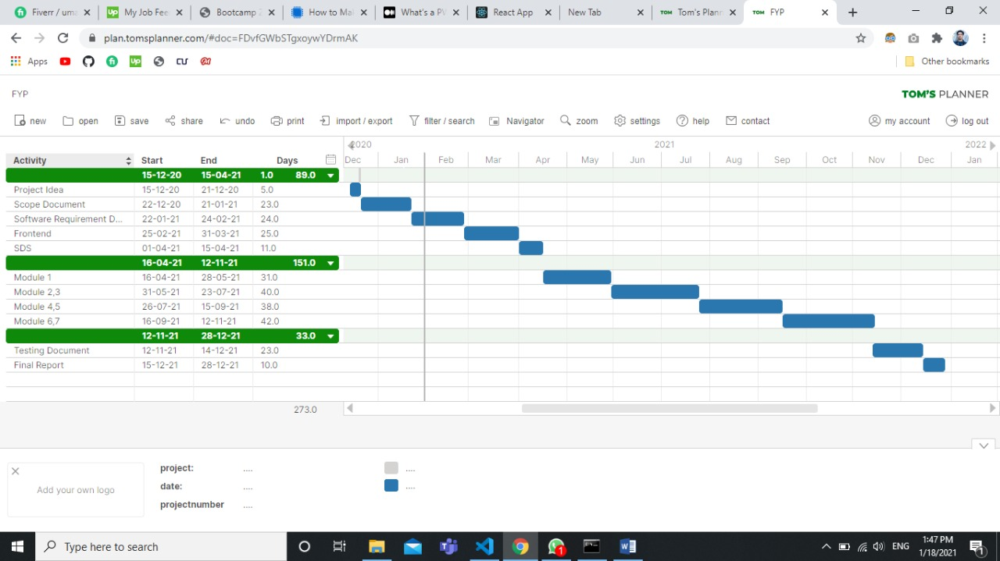 Fiverr / uma
My Job Fee
Bootcamp
How to Mal
What's a PV
React App
New Tab
Tom's Plann
FYP
plan.tomsplanner.com/#doc=FDvfGWbSTgxoywYDrmAK
Apps
Other bookmarks
FYP
TOM'S PLANNER
new open save share undo print import / export filter / search Navigator zoom settings help contact my account log out
2020 2021 2022
Activity Start End Days Dec Jan Feb Mar Apr May Jun Jul Aug Sep Oct Nov Dec Jan
15-12-20 15-04-21 1.0 89.0
Project Idea 15-12-20 21-12-20 5.0
Scope Document 22-12-20 21-01-21 23.0
Software Requirement D... 22-01-21 24-02-21 24.0
Frontend 25-02-21 31-03-21 25.0
SDS 01-04-21 15-04-21 11.0
16-04-21 12-11-21 151.0
Module 1 16-04-21 28-05-21 31.0
Module 2,3 31-05-21 23-07-21 40.0
Module 4,5 26-07-21 15-09-21 38.0
Module 6,7 16-09-21 12-11-21 42.0
12-11-21 28-12-21 33.0
Testing Document 12-11-21 14-12-21 23.0
Final Report 15-12-21 28-12-21 10.0
273.0
Add your own logo
project: .... ....
date: .... ....
projectnumber ....
Type here to search
1
ENG
1:47 PM
1/18/2021
1